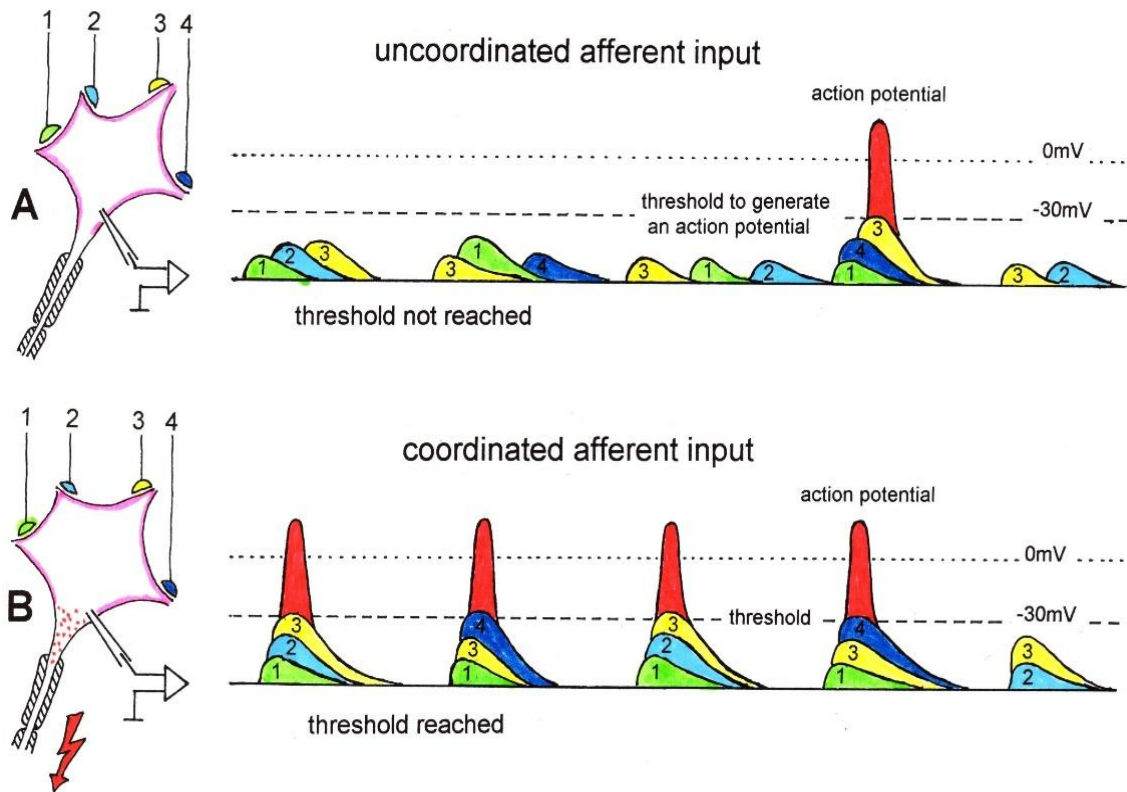 1 2 3 4
uncoordinated afferent input
action potential
0mV
threshold to generate
an action potential
-30mV
A
1 2 3
3 1 4
3 1 2
3
4
1
3 2
threshold not reached
1 2 3 4
coordinated afferent input
action potential
0mV
threshold
-30mV
B
3
2
1
4
3
1
3
2
1
4
3
1
3
2
threshold reached